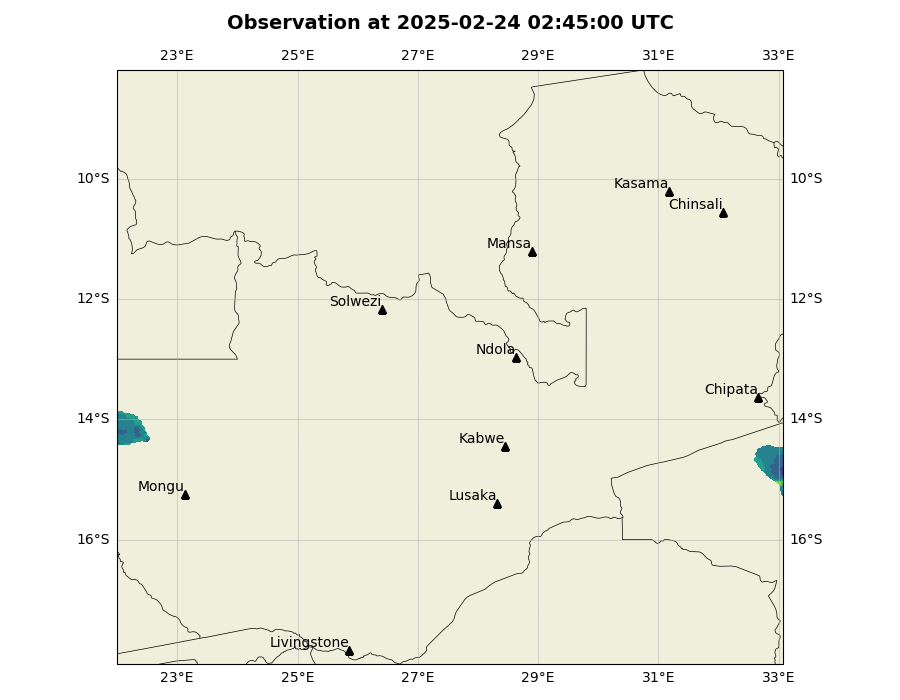 Observation at 2025-02-24 02:45:00 UTC
23°E 25°E 27°E 29°E 31°E 33°E
10°S 10°S
Kasama
Chinsali
Mansa
12°S 12°S
Solwezi
Ndola
Chipata
14°S 14°S
Kabwe
Mongu
Lusaka
16°S 16°S
Livingstone
23°E 25°E 27°E 29°E 31°E 33°E